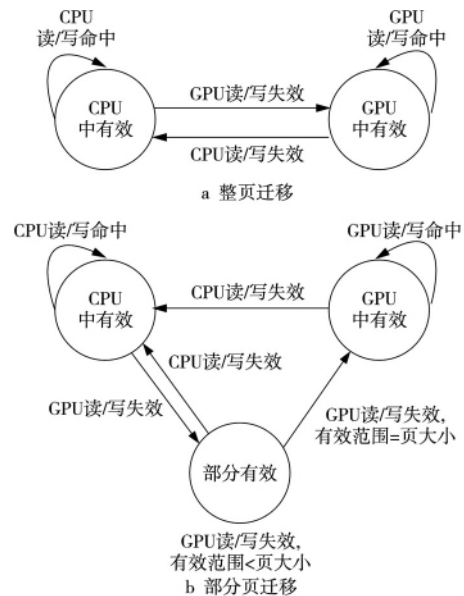 CPU
读/写命中
GPU
读/写命中
CPU
中有效
GPU读/写失效
CPU读/写失效
GPU
中有效
a 整页迁移
CPU读/写命中
GPU读/写命中
CPU
中有效
CPU读/写失效
GPU
中有效
CPU读/写失效
GPU读/写失效
GPU读/写失效,
有效范围=页大小
部分有效
GPU读/写失效,
有效范围<页大小
b 部分页迁移